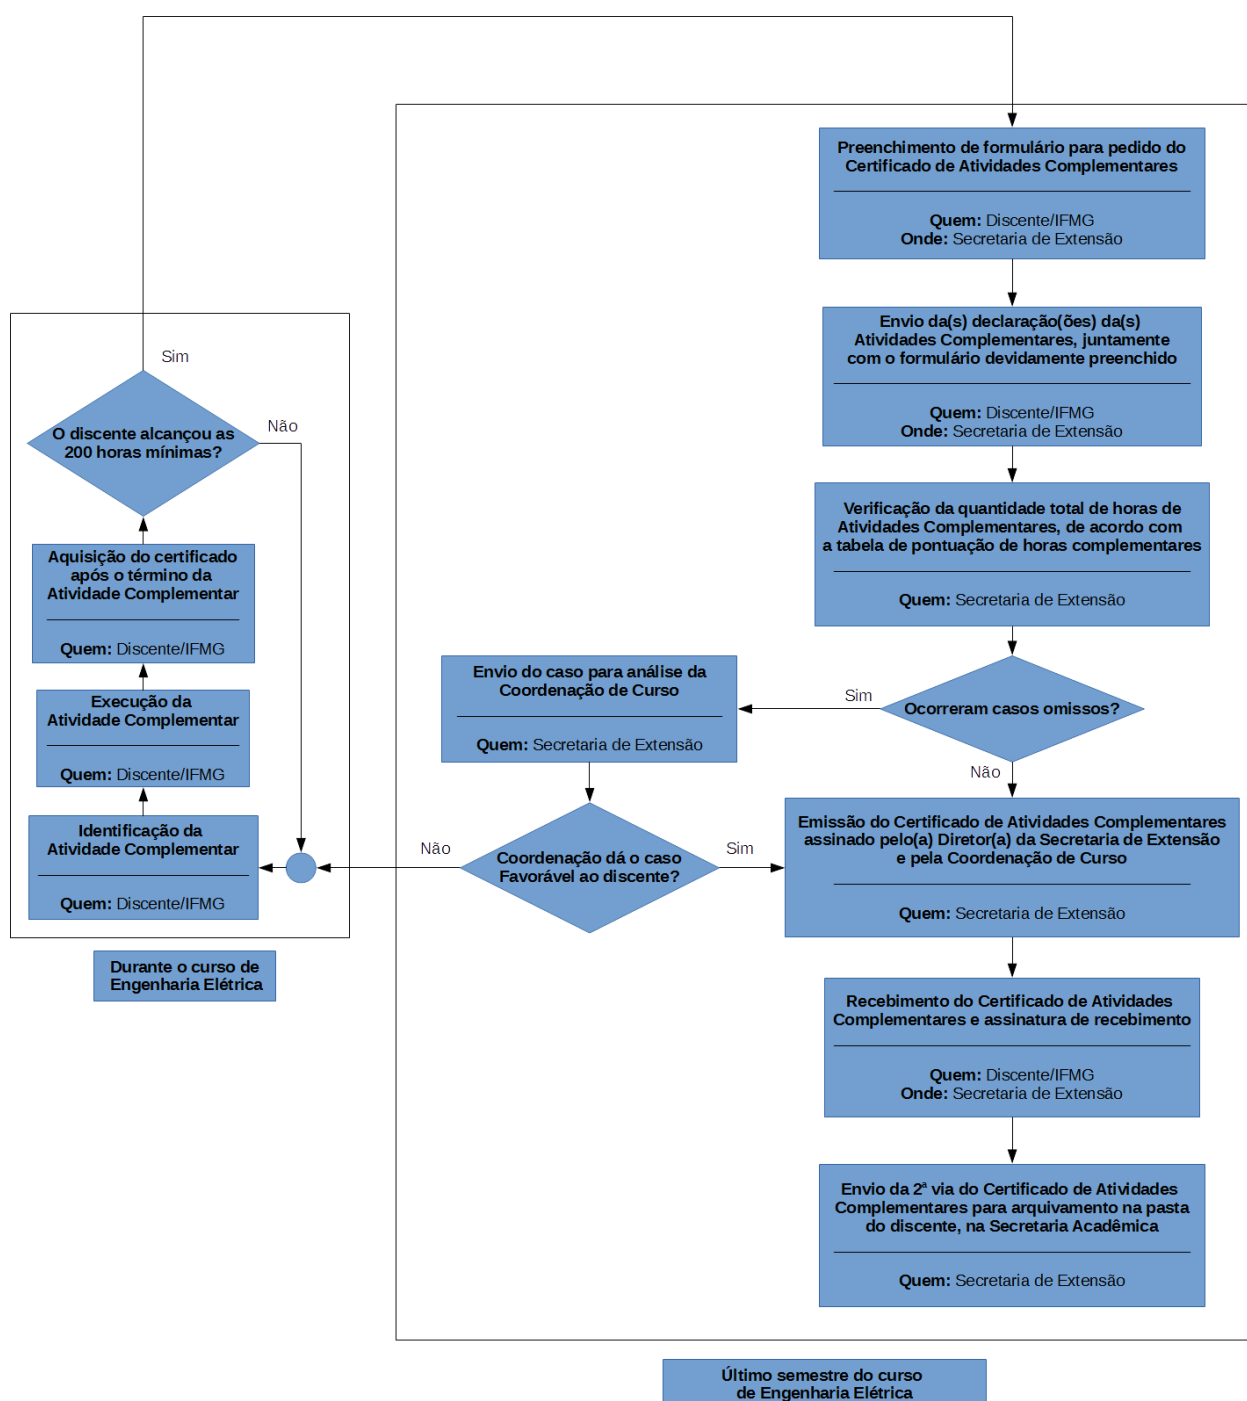 Preenchimento de formulário para pedido do
Certificado de Atividades Complementares
Quem: Discente/IFMG
Onde: Secretaria de Extensão
Envio da(s) declaração(ões) da(s)
Atividades Complementares, juntamente
com o formulário devidamente preenchido
Quem: Discente/IFMG
Onde: Secretaria de Extensão
Verificação da quantidade total de horas de
Atividades Complementares, de acordo com
a tabela de pontuação de horas complementares
Quem: Secretaria de Extensão
Ocorreram casos omissos?
Sim
Não
Envio do caso para análise da
Coordenação de Curso
Quem: Secretaria de Extensão
Coordenação dá o caso
Favorável ao discente?
Não
Sim
Emissão do Certificado de Atividades Complementares
assinado pelo(a) Diretor(a) da Secretaria de Extensão
e pela Coordenação de Curso
Quem: Secretaria de Extensão
Recebimento do Certificado de Atividades
Complementares e assinatura de recebimento
Quem: Discente/IFMG
Onde: Secretaria de Extensão
Envio da 2ª via do Certificado de Atividades
Complementares para arquivamento na pasta
do discente, na Secretaria Acadêmica
Quem: Secretaria de Extensão
Último semestre do curso
de Engenharia Elétrica
Sim
Não
O discente alcançou as
200 horas mínimas?
Aquisição do certificado
após o término da
Atividade Complementar
Quem: Discente/IFMG
Execução da
Atividade Complementar
Quem: Discente/IFMG
Identificação da
Atividade Complementar
Quem: Discente/IFMG
Durante o curso de
Engenharia Elétrica